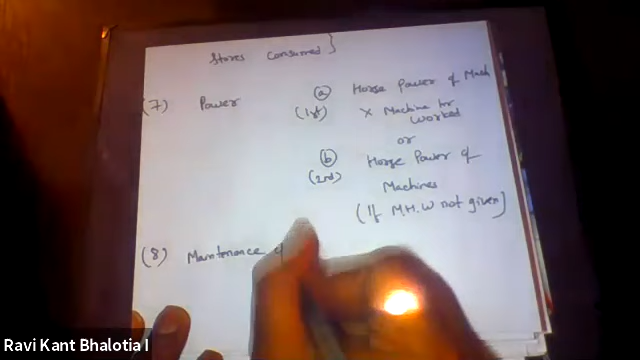 Stores Consumed }
(7) Power (a) Horse Power of Mach
(1st) x Machine hr
worked
or
(b) Horse Power of
(2nd) Machines
(If M.H.W not given)
(8) Maintenance of
Ravi Kant Bhalotia I